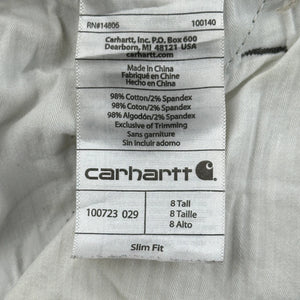 RN#14806 100140
Carhartt, Inc. P.O. Box 600
Dearborn, MI 48121 USA
www.carhartt.com
Made in China
Fabriqué en Chine
Hecho en China
98% Cotton/2% Spandex
98% Coton/2% Spandex
98% Algodón/2% Spandex
Exclusive of Trimming
Sans garniture
Sin incluir adorno
carhartt
100723 029
8 Tall
8 Taille
8 Alto
Slim Fit